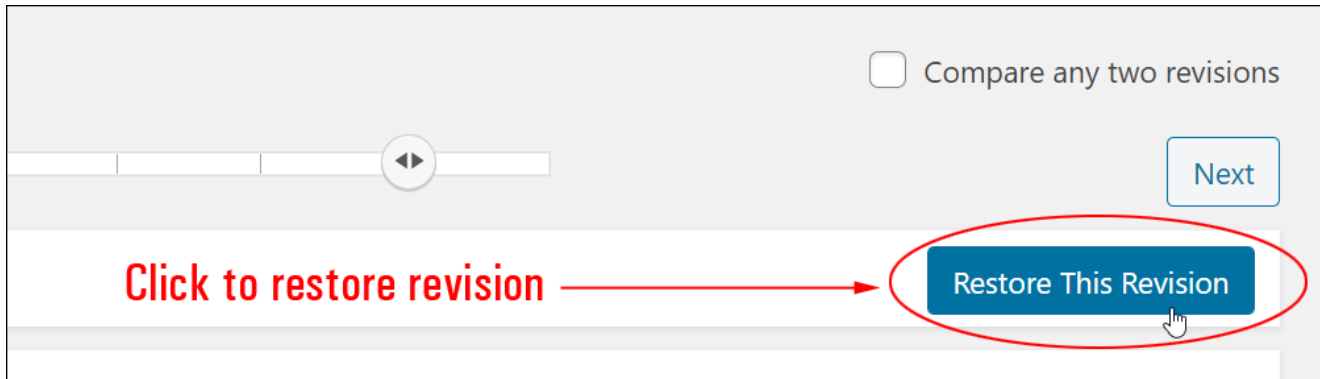 Compare any two revisions
Next
Click to restore revision
Restore This Revision